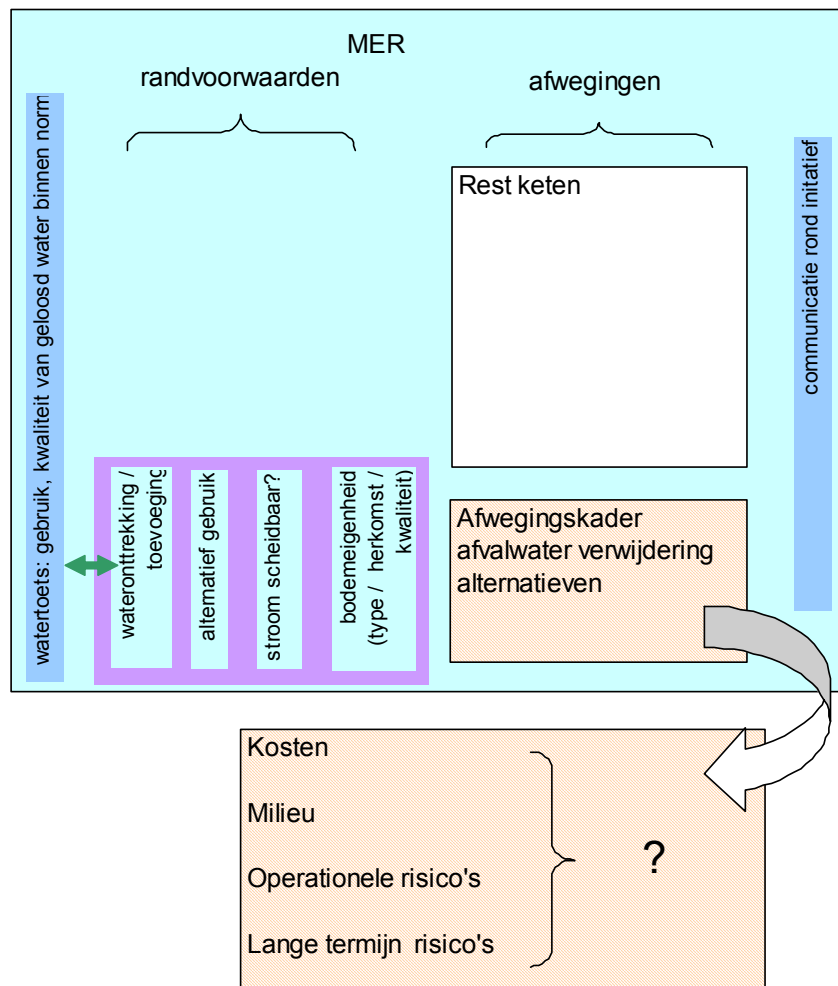 MER
randvoorwaarden
afwegingen
watertoets: gebruik, kwaliteit van geloosd water binnen norm
Rest keten
communicatie rond initatief
wateronttrekking /
toevoeging
alternatief gebruik
stroom scheidbaar?
bodemeigenheid
(type / herkomst /
kwaliteit)
Afwegingskader
afvalwater verwijdering
alternatieven
Kosten
Milieu
Operationele risico's
Lange termijn risico's
?